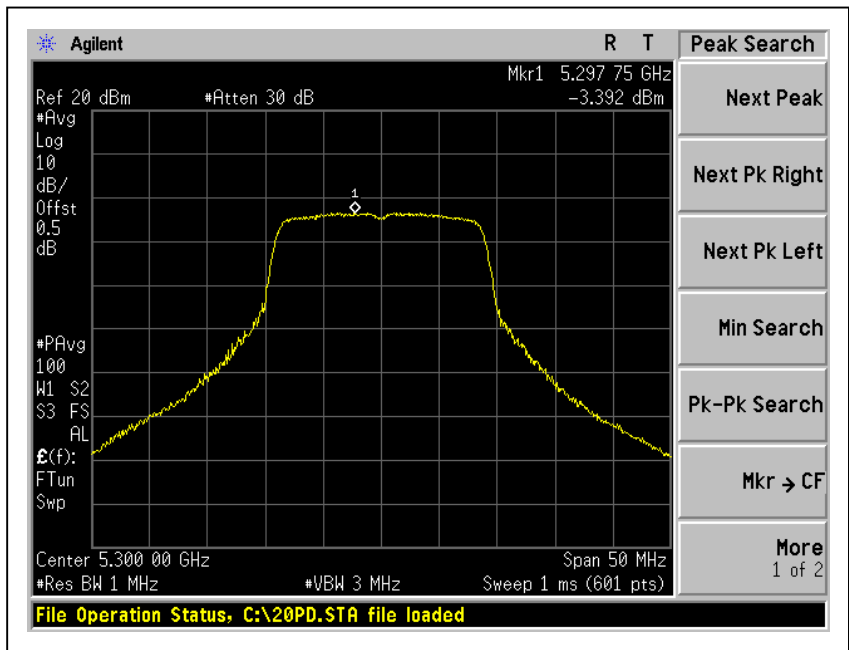 Agilent R T
Peak Search
Mkr1 5.297 75 GHz
Ref 20 dBm #Atten 30 dB -3.392 dBm
#Avg
Log
10
dB/
Offst
0.5
dB
1
#PAvg
100
W1 S2
S3 FS
AL
£(f):
FTun
Swp
Center 5.300 00 GHz Span 50 MHz
#Res BW 1 MHz #VBW 3 MHz Sweep 1 ms (601 pts)
File Operation Status, C:\20PD.STA file loaded
Next Peak
Next Pk Right
Next Pk Left
Min Search
Pk-Pk Search
Mkr → CF
More
1 of 2